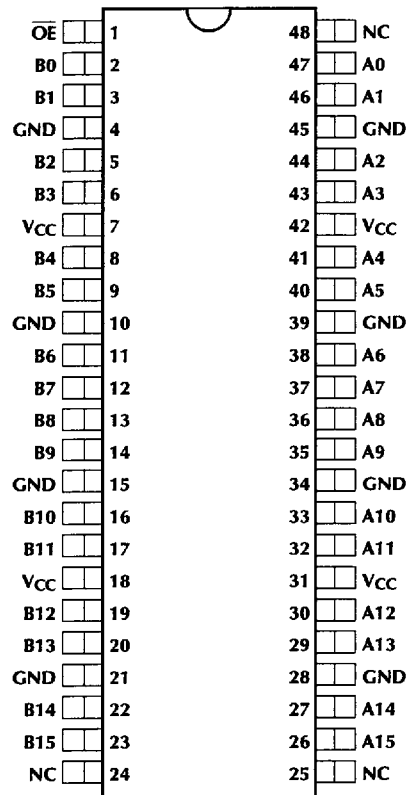 OE 1 48 NC
B0 2 47 A0
B1 3 46 A1
GND 4 45 GND
B2 5 44 A2
B3 6 43 A3
VCC 7 42 VCC
B4 8 41 A4
B5 9 40 A5
GND 10 39 GND
B6 11 38 A6
B7 12 37 A7
B8 13 36 A8
B9 14 35 A9
GND 15 34 GND
B10 16 33 A10
B11 17 32 A11
VCC 18 31 VCC
B12 19 30 A12
B13 20 29 A13
GND 21 28 GND
B14 22 27 A14
B15 23 26 A15
NC 24 25 NC